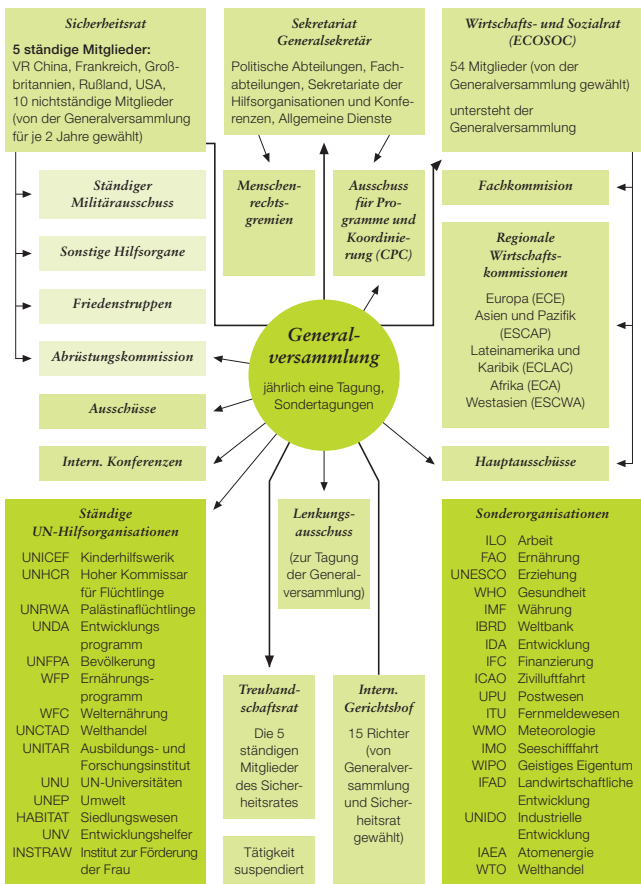 Sicherheitsrat
5 ständige Mitglieder:
VR China, Frankreich, Groß-
britannien, Rußland, USA,
10 nichtständige Mitglieder
(von der Generalversammlung
für je 2 Jahre gewählt)
Sekretariat
Generalsekretär
Politische Abteilungen, Fach-
abteilungen, Sekretariate der
Hilfsorganisationen und Konfe-
renzen, Allgemeine Dienste
Wirtschafts- und Sozialrat
(ECOSOC)
54 Mitglieder (von der
Generalversammlung gewählt)
untersteht der
Generalversammlung
Ständiger
Militärausschuss
Sonstige Hilfsorgane
Friedenstruppen
Abrüstungskommission
Ausschüsse
Intern. Konferenzen
Menschen-
rechts-
gremien
Ausschuss
für Pro-
gramme und
Koordinie-
rung (CPC)
Fachkommision
Regionale
Wirtschafts-
kommissionen
Europa (ECE)
Asien und Pazifik
(ESCAP)
Lateinamerika und
Karibik (ECLAC)
Afrika (ECA)
Westasien (ESCWA)
Hauptausschüsse
General-
versammlung
jährlich eine Tagung,
Sondertagungen
Ständige
UN-Hilfsorganisationen
UNICEF Kinderhilfswerik
UNHCR Hoher Kommissar
für Flüchtlinge
UNRWA Palästinaflüchtlinge
UNDA Entwicklungs
programm
UNFPA Bevölkerung
WFP Ernährungs-
programm
WFC Welternährung
UNCTAD Welthandel
UNITAR Ausbildungs- und
Forschungsinstitut
UNU UN-Universitäten
UNEP Umwelt
HABITAT Siedlungswesen
UNV Entwicklungshelfer
INSTRAW Institut zur Förderung
der Frau
Lenkungs-
ausschuss
(zur Tagung
der General-
versammlung)
Treuhand-
schaftsrat
Die 5
ständigen
Mitglieder
des Sicher-
heitsrates
Tätigkeit
suspendiert
Intern.
Gerichtshof
15 Richter
(von
Generalver-
sammlung
und Sicher-
heitsrat
gewählt)
Sonderorganisationen
ILO Arbeit
FAO Ernährung
UNESCO Erziehung
WHO Gesundheit
IMF Währung
IBRD Weltbank
IDA Entwicklung
IFC Finanzierung
ICAO Zivilluftfahrt
UPU Postwesen
ITU Fernmeldewesen
WMO Meteorologie
IMO Seeschifffahrt
WIPO Geistiges Eigentum
IFAD Landwirtschaftliche
Entwicklung
UNIDO Industrielle
Entwicklung
IAEA Atomenergie
WTO Welthandel